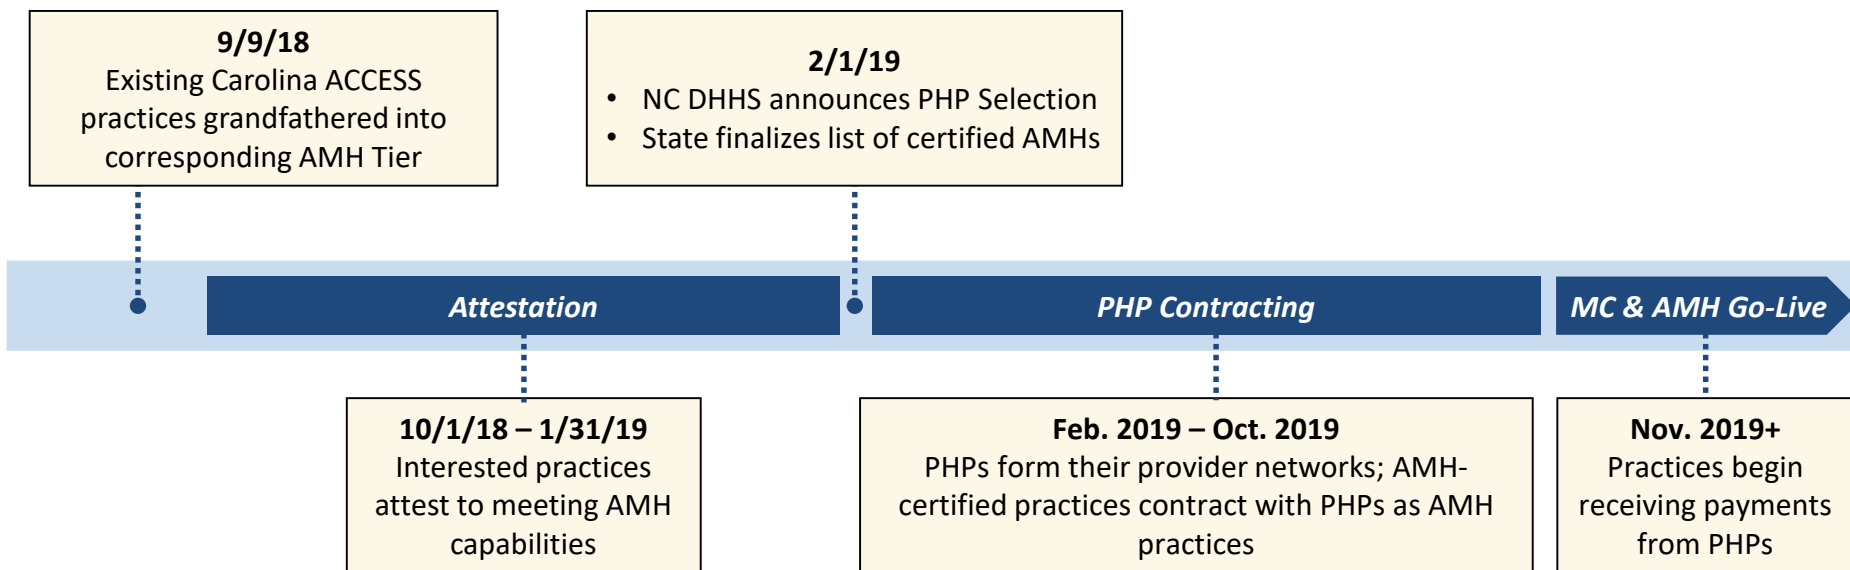 9/9/18
Existing Carolina ACCESS
practices grandfathered into
corresponding AMH Tier
2/1/19
• NC DHHS announces PHP Selection
• State finalizes list of certified AMHs
Attestation
PHP Contracting
MC & AMH Go-Live
10/1/18 – 1/31/19
Interested practices
attest to meeting AMH
capabilities
Feb. 2019 – Oct. 2019
PHPs form their provider networks; AMH-
certified practices contract with PHPs as AMH
practices
Nov. 2019+
Practices begin
receiving payments
from PHPs